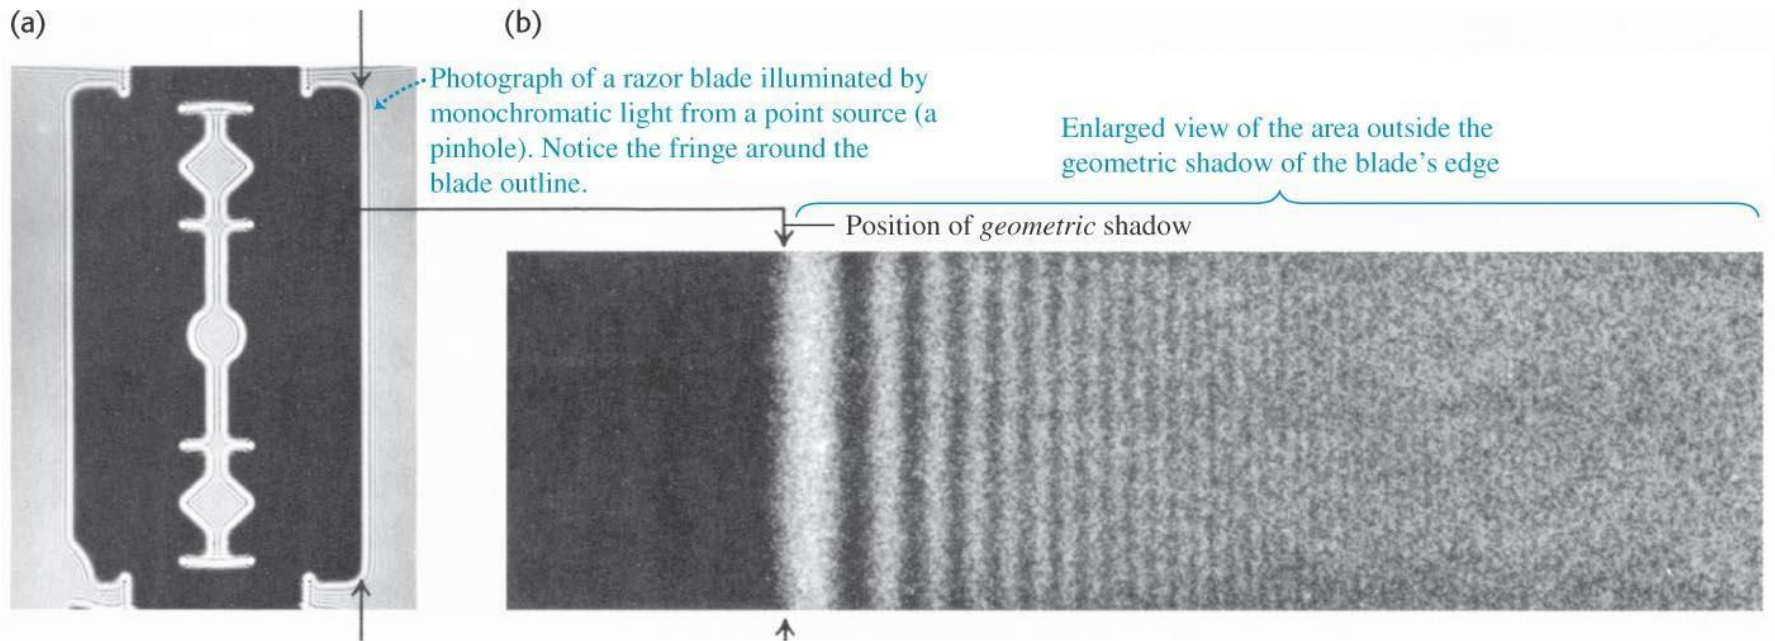 (a)
(b)
Photograph of a razor blade illuminated by
monochromatic light from a point source (a
pinhole). Notice the fringe around the
blade outline.
Enlarged view of the area outside the
geometric shadow of the blade’s edge
Position of geometric shadow